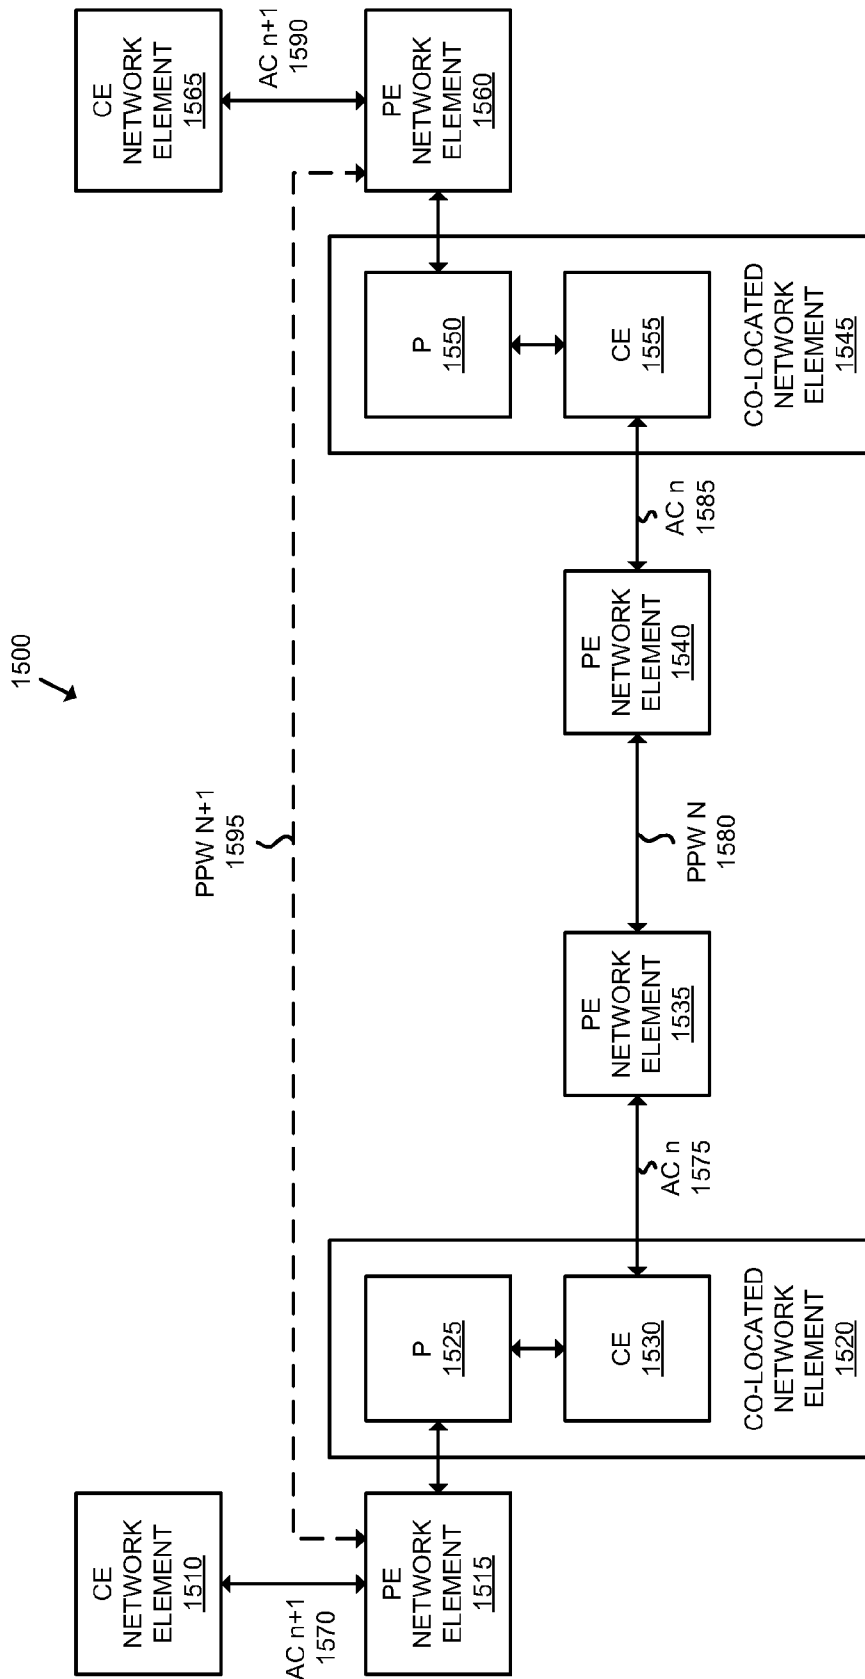 1500
CE
NETWORK
ELEMENT
1510
AC n+1
1570
PE
NETWORK
ELEMENT
1515
PPW N+1
1595
CE
NETWORK
ELEMENT
1565
AC n+1
1590
PE
NETWORK
ELEMENT
1560
P
1525
CE
1530
CO-LOCATED
NETWORK
ELEMENT
1520
AC n
1575
PE
NETWORK
ELEMENT
1535
PPW N
1580
PE
NETWORK
ELEMENT
1540
AC n
1585
P
1550
CE
1555
CO-LOCATED
NETWORK
ELEMENT
1545